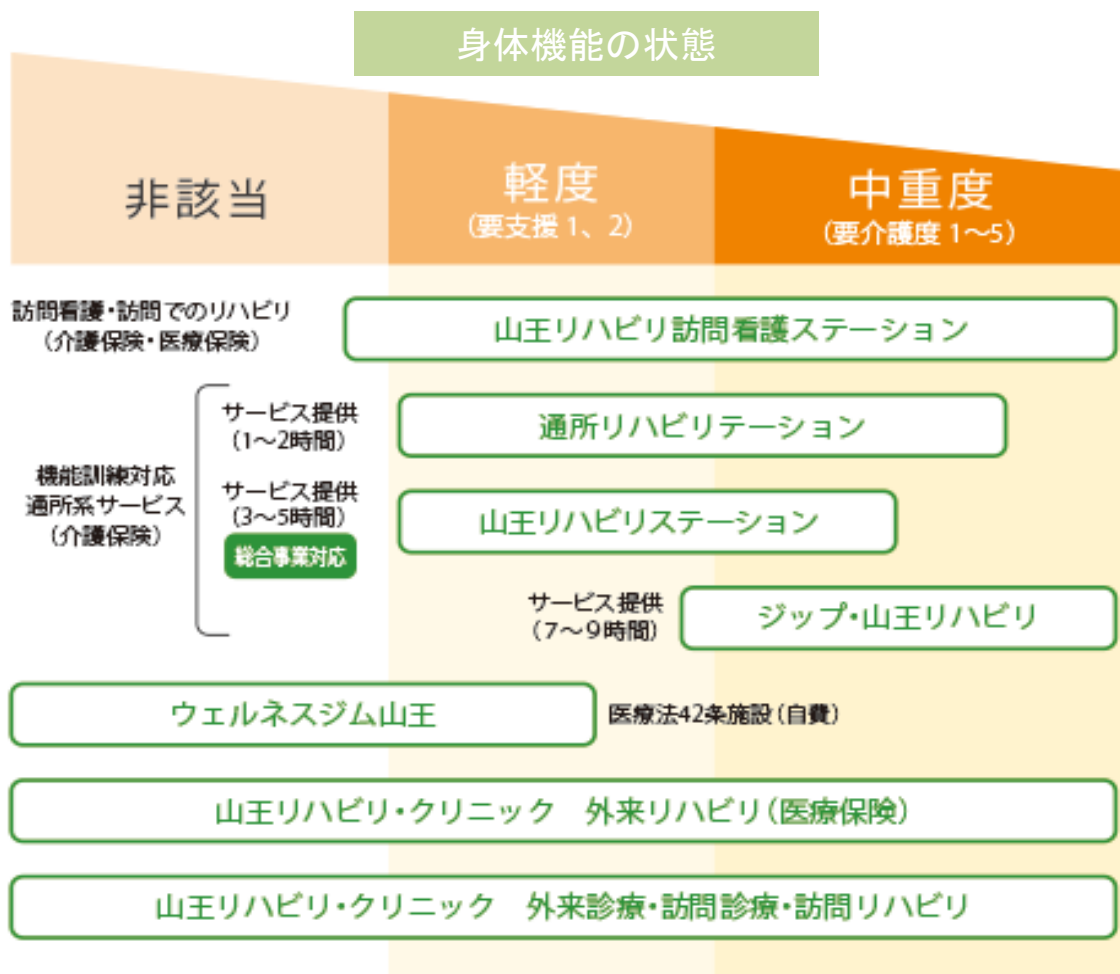 身体機能の状態
非該当
軽度
（要支援 1、2）
中重度
（要介護度 1～5）
訪問看護・訪問でのリハビリ
（介護保険・医療保険）
山王リハビリ訪問看護ステーション
機能訓練対応
通所系サービス
（介護保険）
サービス提供
（1～2時間）
通所リハビリテーション
サービス提供
（3～5時間）
総合事業対応
山王リハビリステーション
サービス提供
（7～9時間）
ジップ・山王リハビリ
ウェルネスジム山王
医療法42条施設（自費）
山王リハビリ・クリニック　外来リハビリ（医療保険）
山王リハビリ・クリニック　外来診療・訪問診療・訪問リハビリ